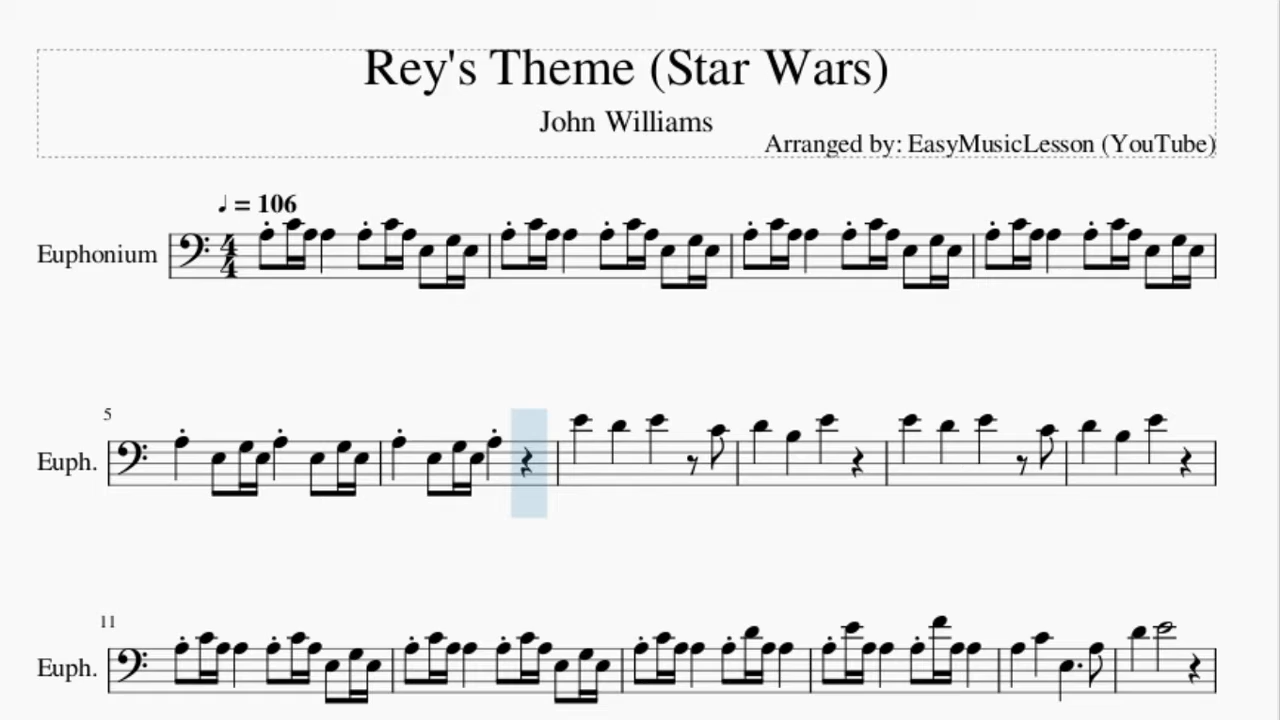 Rey's Theme (Star Wars)
John Williams
Arranged by: EasyMusicLesson (YouTube)
♩ = 106
Euphonium
4
4
5
Euph.
11
Euph.